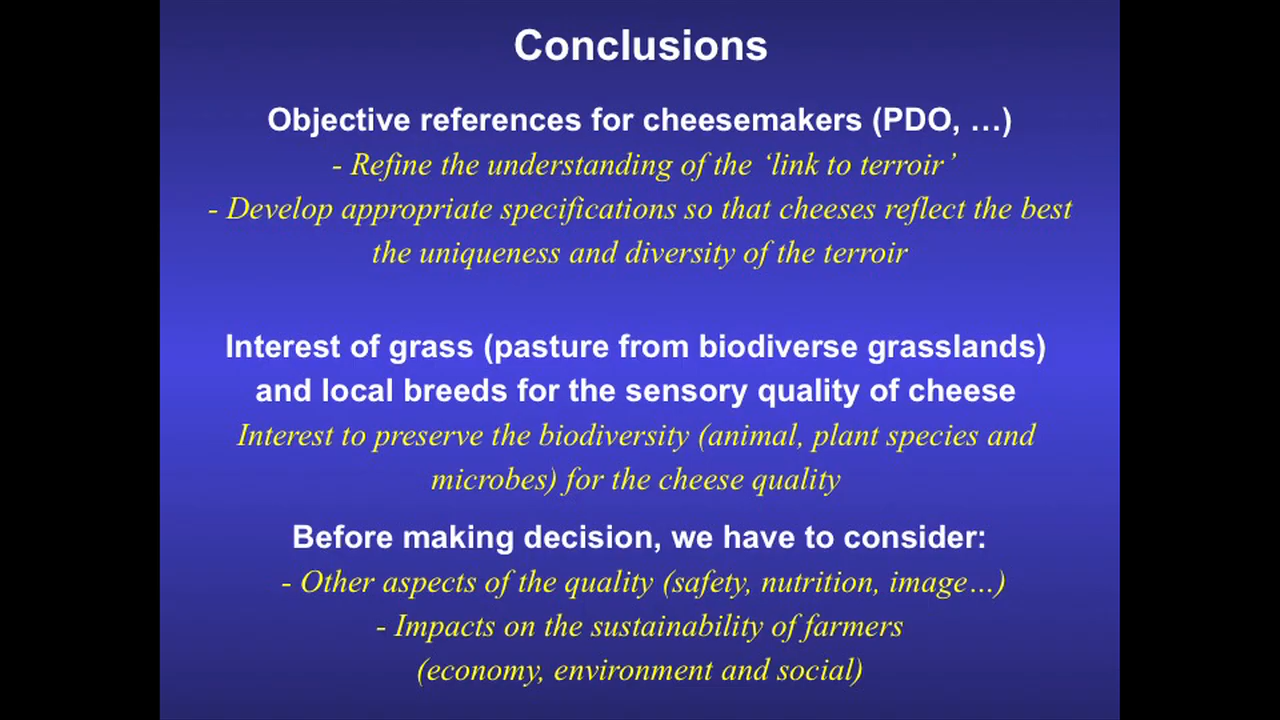 Conclusions
Objective references for cheesemakers (PDO, …)
- Refine the understanding of the ‘link to terroir’
- Develop appropriate specifications so that cheeses reflect the best
the uniqueness and diversity of the terroir
Interest of grass (pasture from biodiverse grasslands)
and local breeds for the sensory quality of cheese
Interest to preserve the biodiversity (animal, plant species and
microbes) for the cheese quality
Before making decision, we have to consider:
- Other aspects of the quality (safety, nutrition, image…)
- Impacts on the sustainability of farmers
(economy, environment and social)